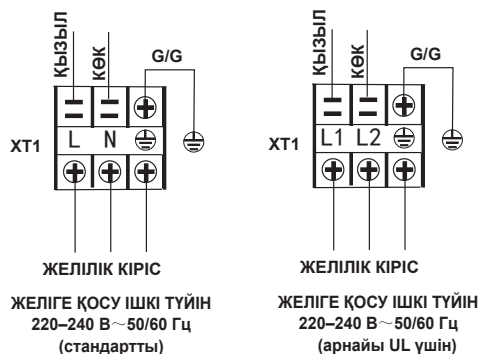 ҚЫЗЫЛ
КӨК
G/G
XT1
L N
ЖЕЛІЛІК КІРІС
ЖЕЛІГЕ ҚОСУ ІШКІ ТҮЙІН
220–240 В～50/60 Гц
(стандартты)
ҚЫЗЫЛ
КӨК
G/G
XT1
L1 L2
ЖЕЛІЛІК КІРІС
ЖЕЛІГЕ ҚОСУ ІШКІ ТҮЙІН
220–240 В～50/60 Гц
(арнайы UL үшін)